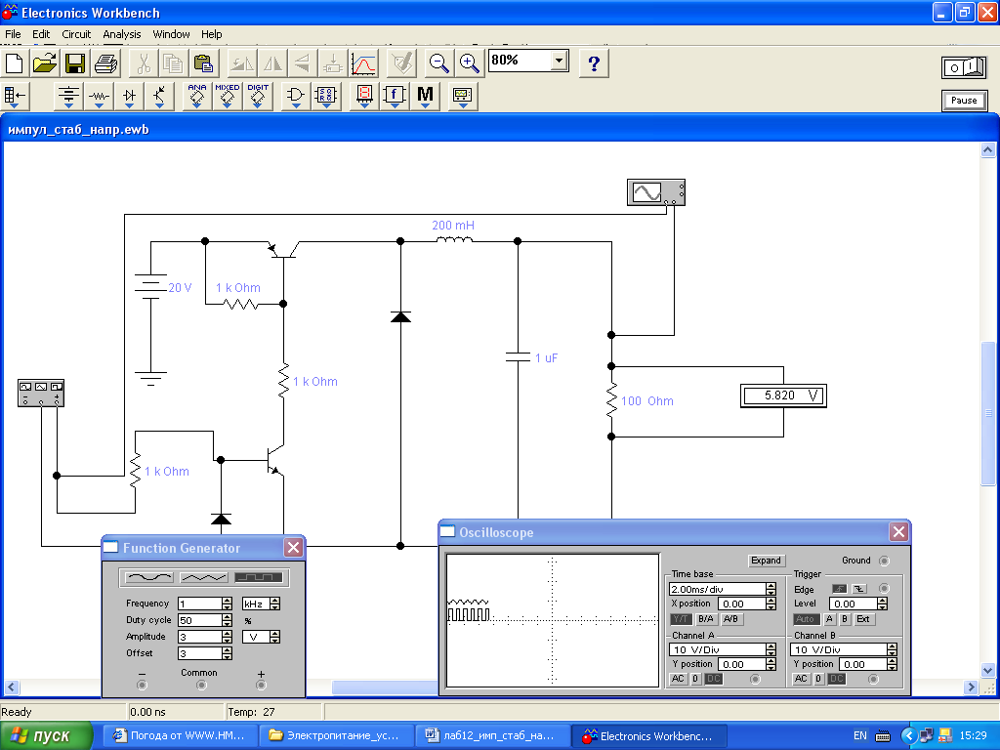 Electronics Workbench
File Edit Circuit Analysis Window Help
80%
?
O I
ANA MIXED DIGIT
f M
Pause
импул_стаб_напр.ewb
200 mH
20 V
1 k Ohm
1 k Ohm
1 uF
5.820 V
100 Ohm
1 k Ohm
Function Generator
Frequency 1 kHz
Duty cycle 50 %
Amplitude 3 V
Offset 3
− Common +
Oscilloscope
Expand Ground
Time base Trigger
2.00ms/div Edge
X position 0.00 Level 0.00
Y/T B/A A/B Auto A B Ext
Channel A Channel B
10 V/Div 10 V/Div
Y position 0.00 Y position 0.00
AC 0 DC AC 0 DC
Ready 0.00 ns Temp: 27
пуск Погода от WWW.HM... Электропитание_ус... лаб12_имп_стаб_на... Electronics Workbenc... EN 15:29